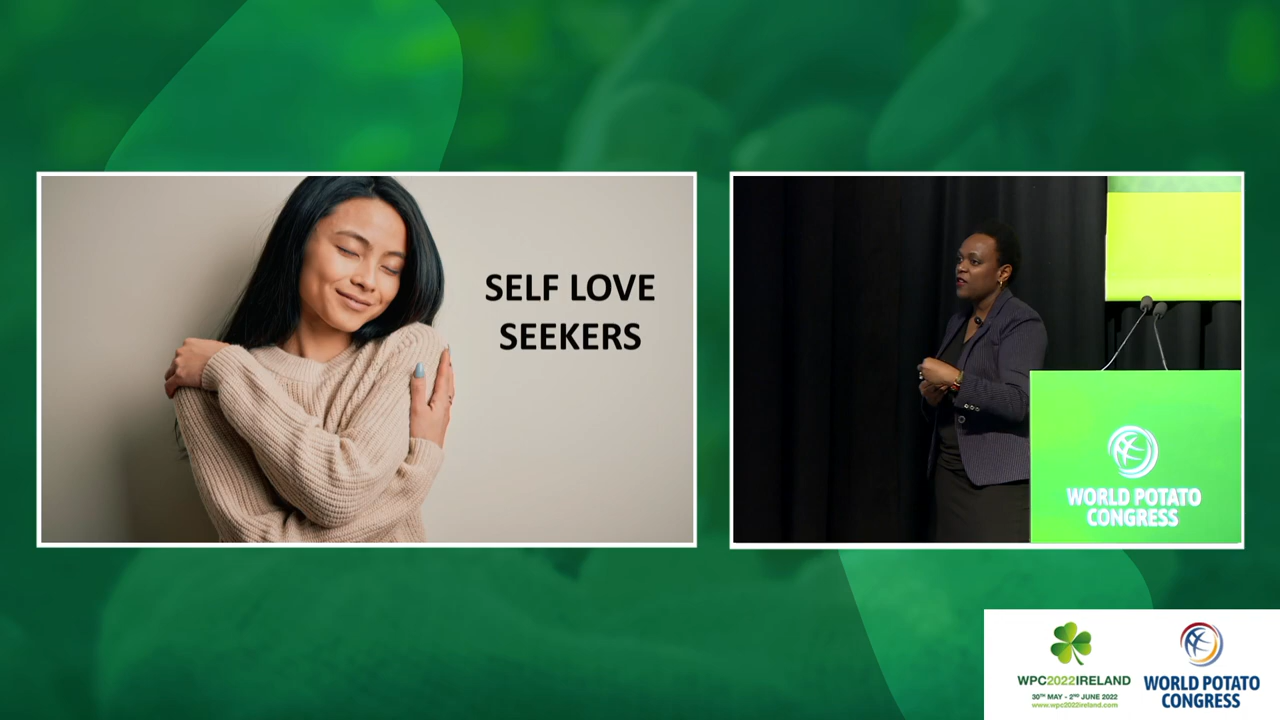 SELF LOVE
SEEKERS
WORLD POTATO
CONGRESS
WPC2022IRELAND
30TH MAY - 2ND JUNE 2022
www.wpc2022ireland.com
WORLD POTATO
CONGRESS